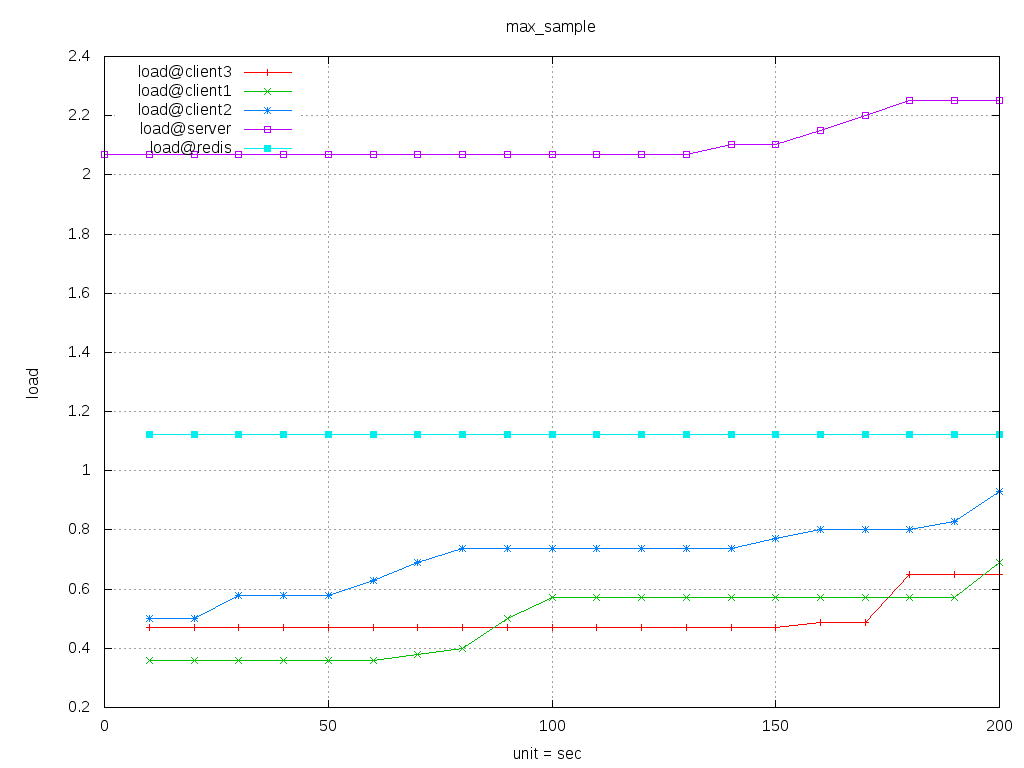 max_sample
load@client3
load@client1
load@client2
load@server
load@redis
2.4
2.2
2
1.8
1.6
1.4
1.2
1
0.8
0.6
0.4
0.2
load
0 50 100 150 200
unit = sec